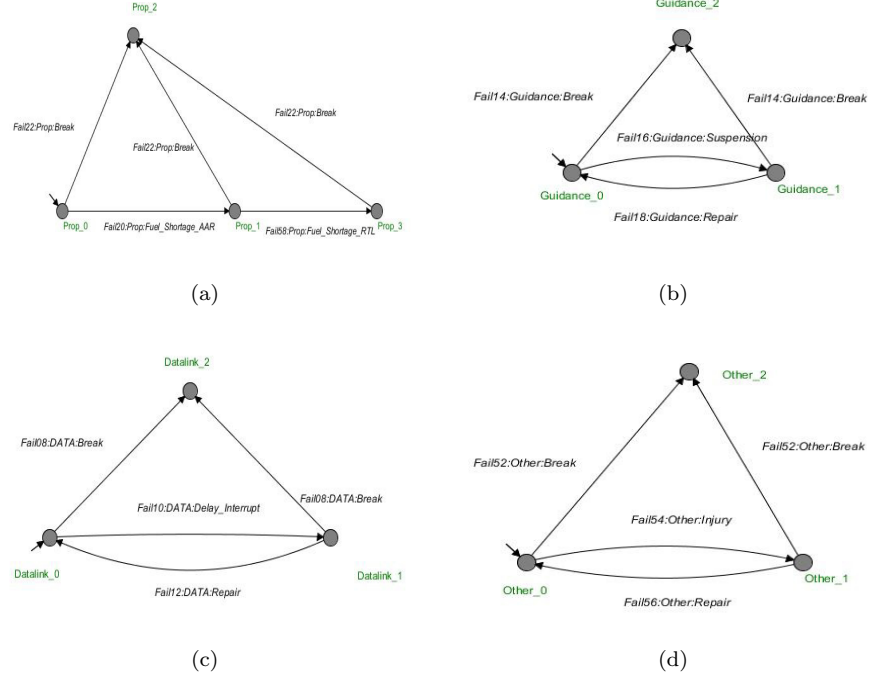 Prop_2
Fail22:Prop:Break
Fail22:Prop:Break
Fail22:Prop:Break
Prop_0
Fail20:Prop:Fuel_Shortage_AAR
Prop_1
Fail58:Prop:Fuel_Shortage_RTL
Prop_3
(a)
Guidance_2
Fail14:Guidance:Break
Fail14:Guidance:Break
Fail16:Guidance:Suspension
Guidance_0
Guidance_1
Fail18:Guidance:Repair
(b)
Datalink_2
Fail08:DATA:Break
Fail08:DATA:Break
Fail10:DATA:Delay_Interrupt
Datalink_0
Datalink_1
Fail12:DATA:Repair
(c)
Other_2
Fail52:Other:Break
Fail52:Other:Break
Fail54:Other:Injury
Other_0
Other_1
Fail56:Other:Repair
(d)